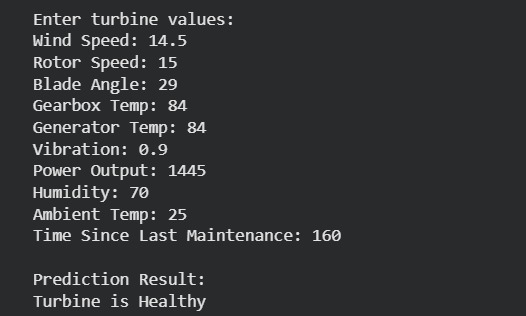 Enter turbine values:
Wind Speed: 14.5
Rotor Speed: 15
Blade Angle: 29
Gearbox Temp: 84
Generator Temp: 84
Vibration: 0.9
Power Output: 1445
Humidity: 70
Ambient Temp: 25
Time Since Last Maintenance: 160
Prediction Result:
Turbine is Healthy